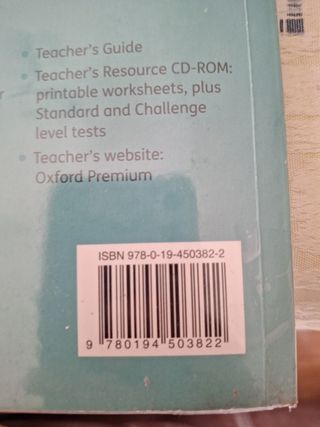 • Teacher's Guide
• Teacher's Resource CD-ROM:
printable worksheets, plus
Standard and Challenge
level tests
• Teacher's website:
Oxford Premium
ISBN 978-0-19-450382-2
9 780194 503822